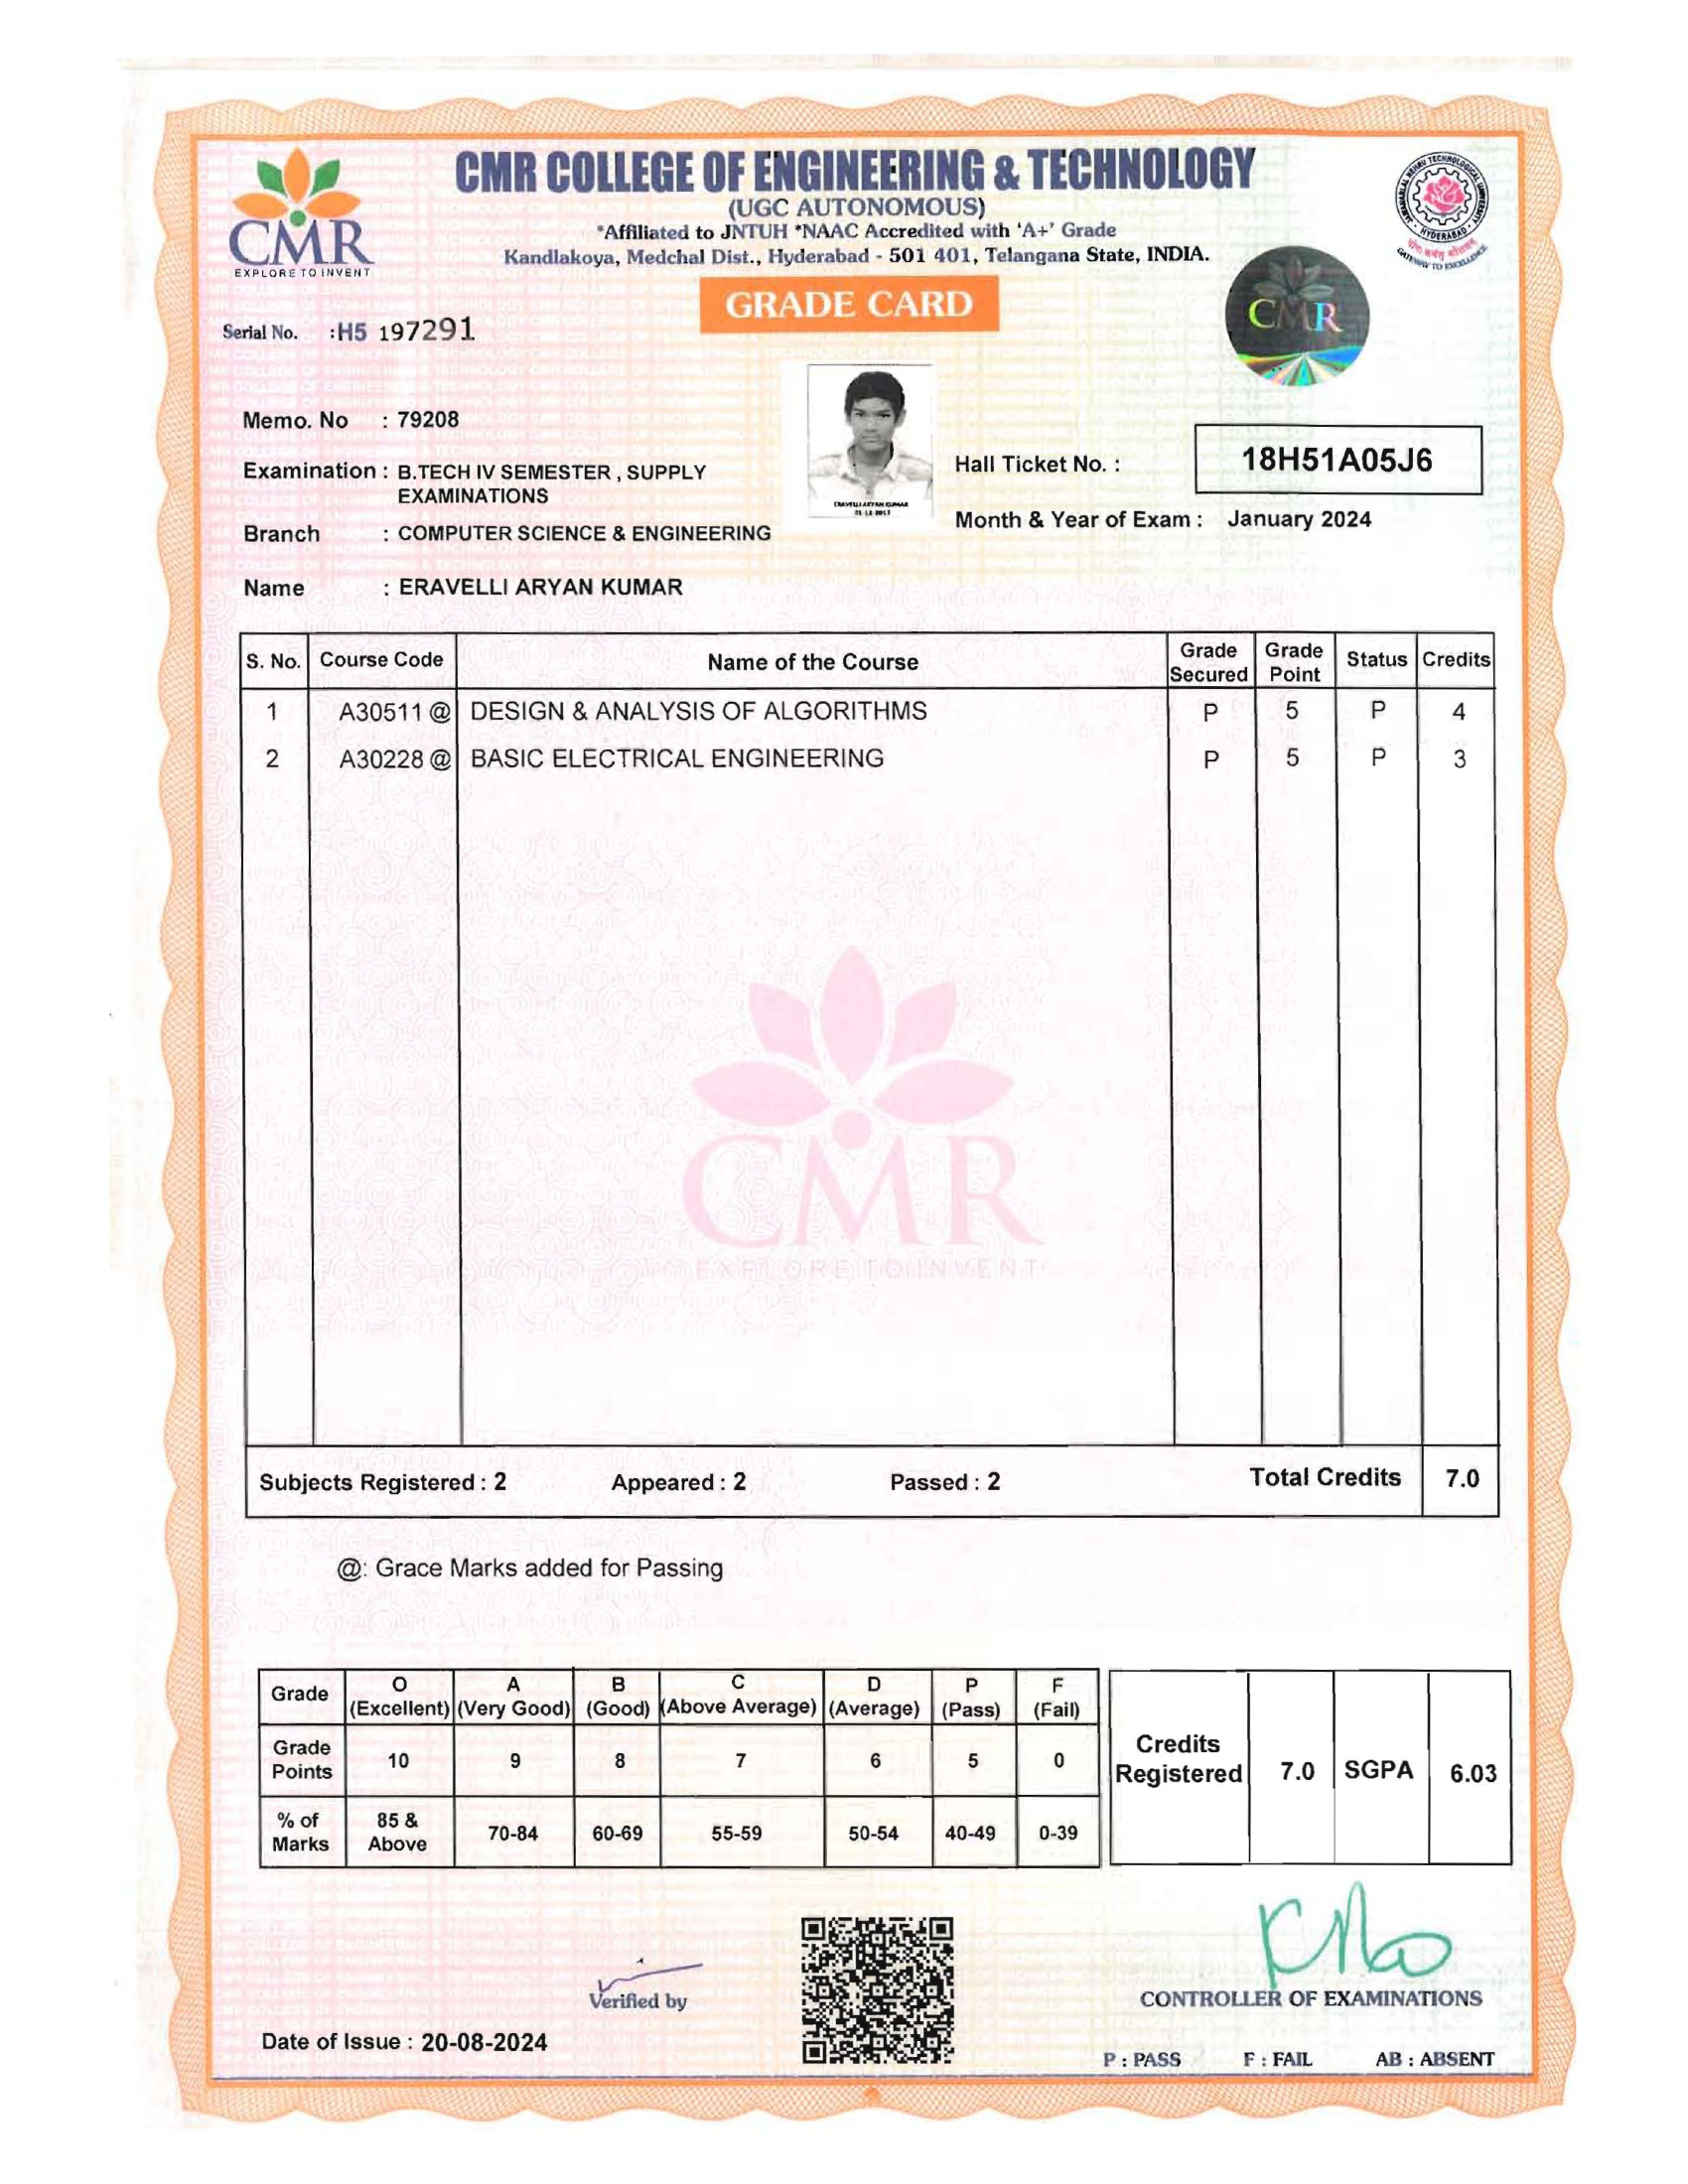 CMR COLLEGE OF ENGINEERING & TECHNOLOGY
(UGC AUTONOMOUS)
*Affiliated to JNTUH *NAAC Accredited with 'A+' Grade
Kandlakoya, Medchal Dist., Hyderabad - 501 401, Telangana State, INDIA.
CMR
EXPLORE TO INVENT
GRADE CARD
CMR
Serial No. :H5 197291
Memo. No : 79208
Examination : B.TECH IV SEMESTER , SUPPLY
EXAMINATIONS
Branch : COMPUTER SCIENCE & ENGINEERING
Name : ERAVELLI ARYAN KUMAR
ERAVELLI ARYAN KUMAR
Hall Ticket No. : 18H51A05J6
Month & Year of Exam : January 2024
S. No. Course Code Name of the Course Grade Secured Grade Point Status Credits
1 A30511 @ DESIGN & ANALYSIS OF ALGORITHMS P 5 P 4
2 A30228 @ BASIC ELECTRICAL ENGINEERING P 5 P 3
CMR
EXPLORE TO INVENT
Subjects Registered : 2 Appeared : 2 Passed : 2 Total Credits 7.0
@: Grace Marks added for Passing
Grade O (Excellent) A (Very Good) B (Good) C (Above Average) D (Average) P (Pass) F (Fail)
Grade Points 10 9 8 7 6 5 0
% of Marks 85 & Above 70-84 60-69 55-59 50-54 40-49 0-39
Credits Registered 7.0 SGPA 6.03
Verified by
CONTROLLER OF EXAMINATIONS
Date of Issue : 20-08-2024
P : PASS F : FAIL AB : ABSENT